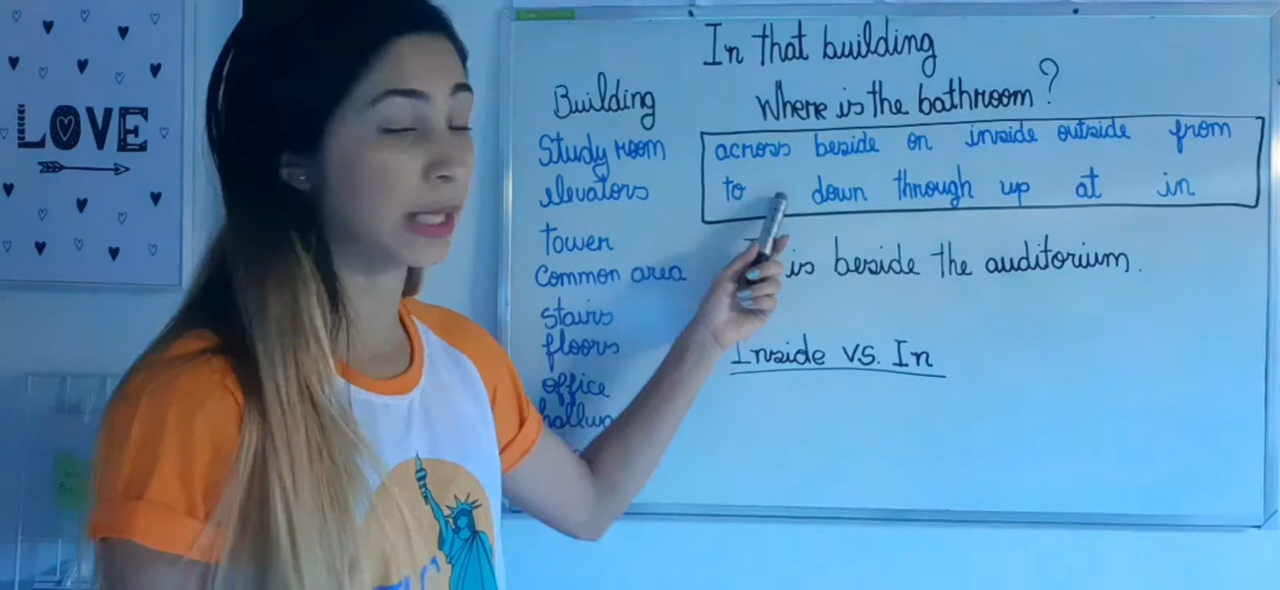 LOVE
In that building
Building
Where is the bathroom?
Study room
elevators
tower
Common area
stairs
floors
office
across beside on inside outside from
to down through up at in
is beside the auditorium.
Inside vs. In